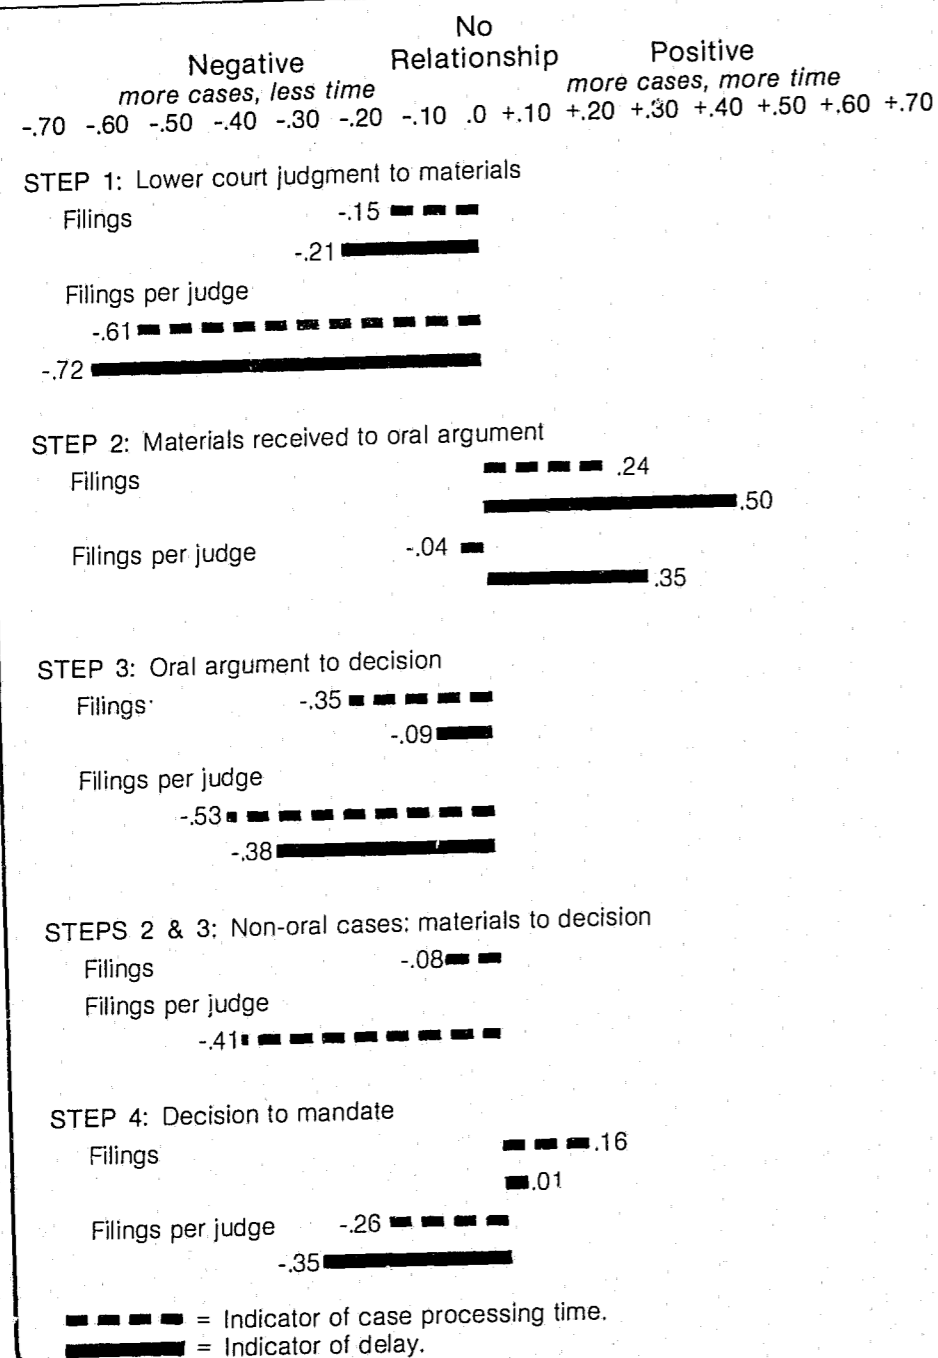 No
Negative Relationship Positive
more cases, less time more cases, more time
-.70 -.60 -.50 -.40 -.30 -.20 -.10 .0 +.10 +.20 +.30 +.40 +.50 +.60 +.70
STEP 1: Lower court judgment to materials
Filings -.15
-.21
Filings per judge
-.61
-.72
STEP 2: Materials received to oral argument
Filings .24
.50
Filings per judge -.04
.35
STEP 3: Oral argument to decision
Filings -.35
-.09
Filings per judge
-.53
-.38
STEPS 2 & 3: Non-oral cases: materials to decision
Filings -.08
Filings per judge
-.41
STEP 4: Decision to mandate
Filings .16
.01
Filings per judge -.26
-.35
= Indicator of case processing time.
= Indicator of delay.